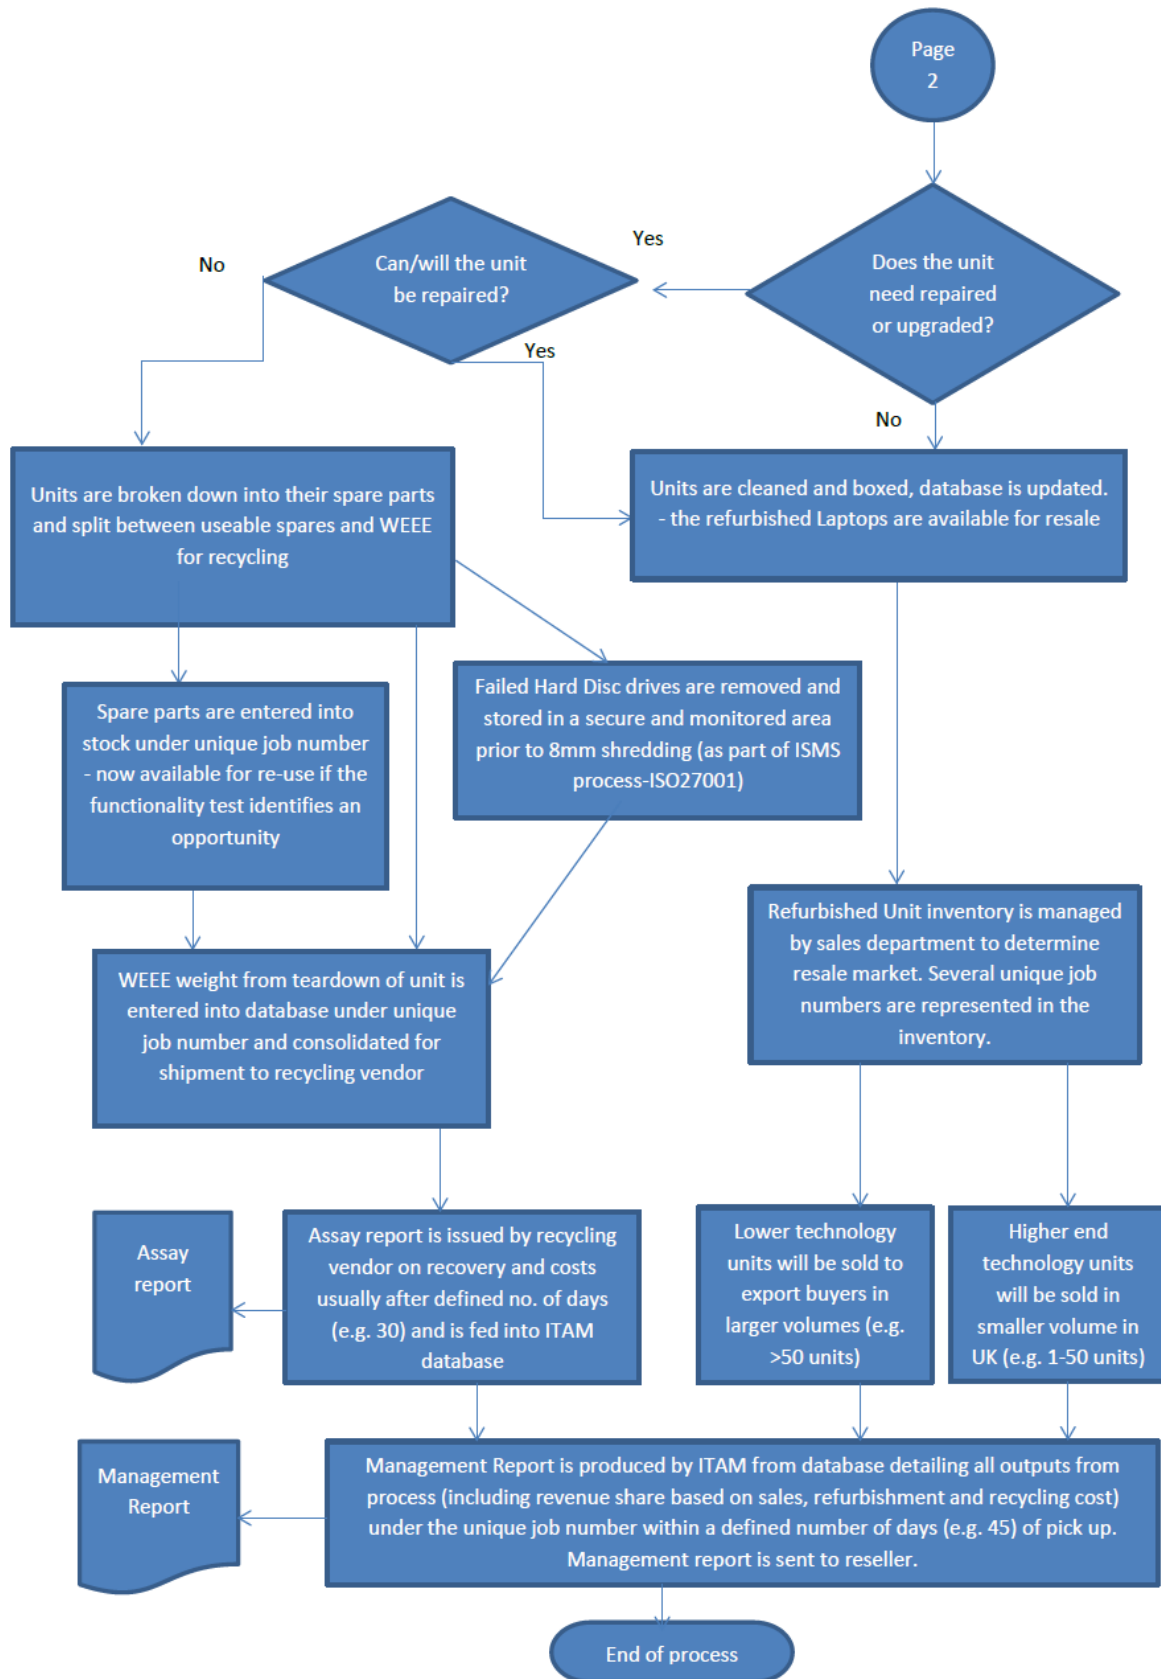 Page
2
Does the unit
need repaired
or upgraded?
Yes
Can/will the unit
be repaired?
No
Yes
No
Units are broken down into their spare parts
and split between useable spares and WEEE
for recycling
Units are cleaned and boxed, database is updated.
- the refurbished Laptops are available for resale
Failed Hard Disc drives are removed and
stored in a secure and monitored area
prior to 8mm shredding (as part of ISMS
process-ISO27001)
Spare parts are entered into
stock under unique job number
- now available for re-use if the
functionality test identifies an
opportunity
Refurbished Unit inventory is managed
by sales department to determine
resale market. Several unique job
numbers are represented in the
inventory.
WEEE weight from teardown of unit is
entered into database under unique
job number and consolidated for
shipment to recycling vendor
Assay
report
Assay report is issued by recycling
vendor on recovery and costs
usually after defined no. of days
(e.g. 30) and is fed into ITAM
database
Lower technology
units will be sold to
export buyers in
larger volumes (e.g.
>50 units)
Higher end
technology units
will be sold in
smaller volume in
UK (e.g. 1-50 units)
Management
Report
Management Report is produced by ITAM from database detailing all outputs from
process (including revenue share based on sales, refurbishment and recycling cost)
under the unique job number within a defined number of days (e.g. 45) of pick up.
Management report is sent to reseller.
End of process